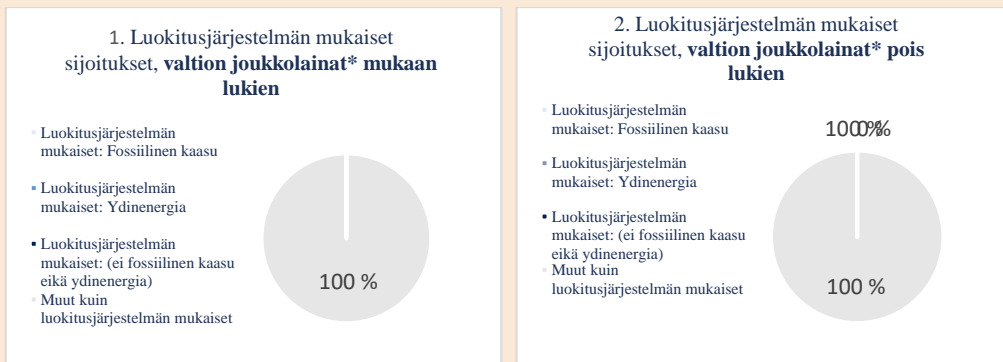 1. Luokitusjärjestelmän mukaiset
sijoitukset, valtion joukkolainat* mukaan
lukien
Luokitusjärjestelmän
mukaiset: Fossiilinen kaasu
Luokitusjärjestelmän
mukaiset: Ydinenergia
Luokitusjärjestelmän
mukaiset: (ei fossiilinen kaasu
eikä ydinenergia)
Muut kuin
luokitusjärjestelmän mukaiset
100 %
2. Luokitusjärjestelmän mukaiset
sijoitukset, valtion joukkolainat* pois
lukien
Luokitusjärjestelmän
mukaiset: Fossiilinen kaasu
Luokitusjärjestelmän
mukaiset: Ydinenergia
Luokitusjärjestelmän
mukaiset: (ei fossiilinen kaasu
eikä ydinenergia)
Muut kuin
luokitusjärjestelmän mukaiset
100 %